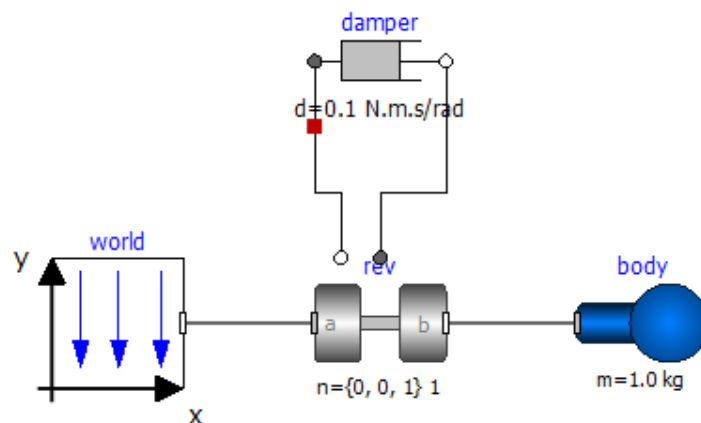 damper
d=0.1 N.m.s/rad
world
y
rev
body
a
b
n={0, 0, 1} 1
m=1.0 kg
x